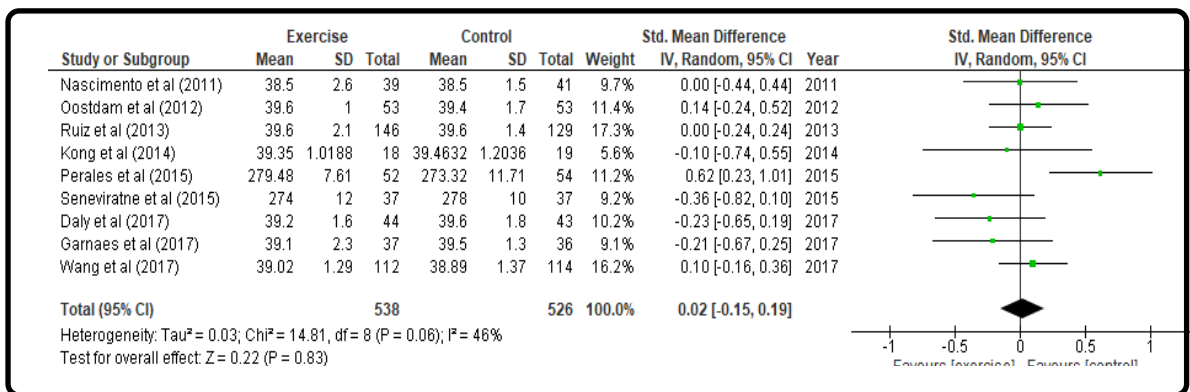 Exercise Control Std. Mean Difference Std. Mean Difference
Study or Subgroup Mean SD Total Mean SD Total Weight IV, Random, 95% CI Year IV, Random, 95% CI
Nascimento et al (2011) 38.5 2.6 39 38.5 1.5 41 9.7% 0.00 [-0.44, 0.44] 2011
Oostdam et al (2012) 39.6 1 53 39.4 1.7 53 11.4% 0.14 [-0.24, 0.52] 2012
Ruiz et al (2013) 39.6 2.1 146 39.6 1.4 129 17.3% 0.00 [-0.24, 0.24] 2013
Kong et al (2014) 39.35 1.0188 18 39.4632 1.2036 19 5.6% -0.10 [-0.74, 0.55] 2014
Perales et al (2015) 279.48 7.61 52 273.32 11.71 54 11.2% 0.62 [0.23, 1.01] 2015
Seneviratne et al (2015) 274 12 37 278 10 37 9.0% -0.36 [-0.82, 0.10] 2015
Daly et al (2017) 39.2 1.6 44 39.6 1.8 43 10.3% -0.23 [-0.65, 0.19] 2017
Garnaes et al (2017) 39.1 2.3 37 39.5 1.3 36 9.1% -0.21 [-0.67, 0.25] 2017
Wang et al (2017) 39.02 1.29 112 38.89 1.37 114 16.2% 0.10 [-0.16, 0.36] 2017
Total (95% CI) 538 526 100.0% 0.02 [-0.15, 0.19]
Heterogeneity: Tau² = 0.03; Chi² = 14.81, df = 8 (P = 0.06); I² = 46%
Test for overall effect: Z = 0.22 (P = 0.83)
-1 -0.5 0 0.5 1
Favours [exercise] Favours [control]